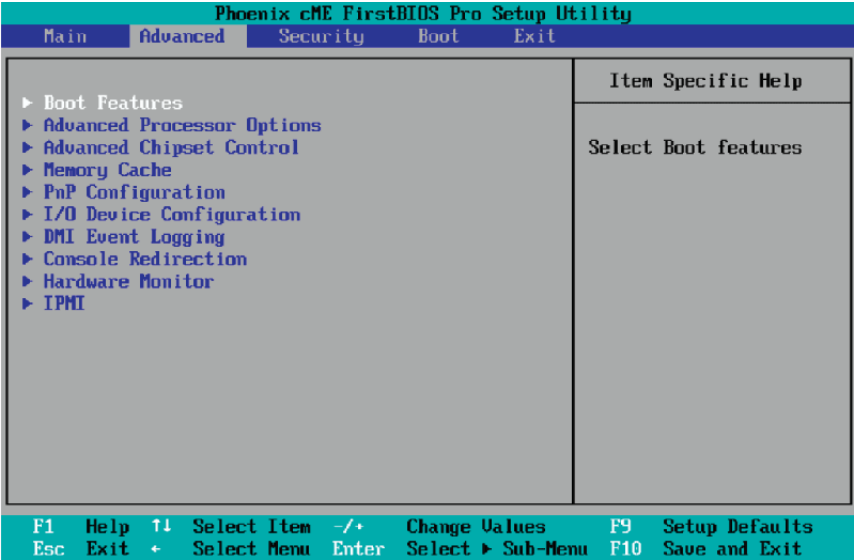 Phoenix cME FirstBIOS Pro Setup Utility
Main Advanced Security Boot Exit
Item Specific Help
▶ Boot Features
▶ Advanced Processor Options
▶ Advanced Chipset Control
Select Boot features
▶ Memory Cache
▶ PnP Configuration
▶ I/O Device Configuration
▶ DMI Event Logging
▶ Console Redirection
▶ Hardware Monitor
▶ IPMI
F1 Help ↑↓ Select Item -/+ Change Values F9 Setup Defaults
Esc Exit ← Select Menu Enter Select ▶ Sub-Menu F10 Save and Exit